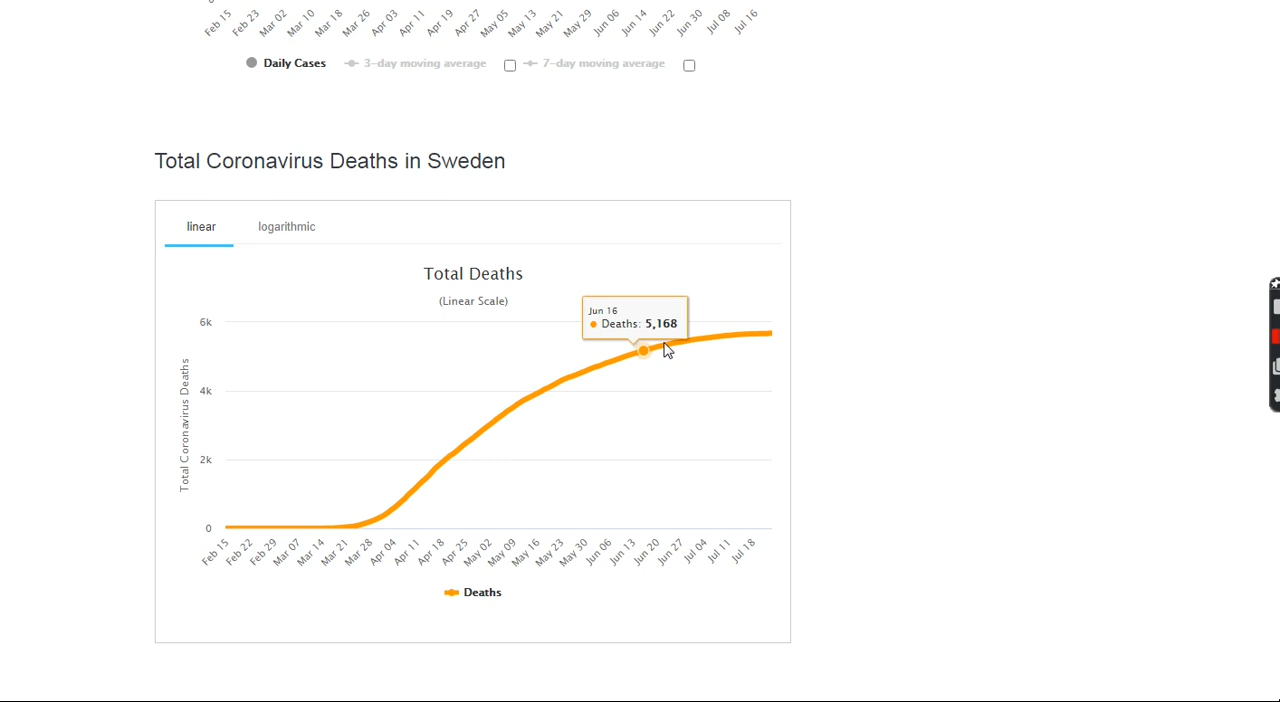 Feb 15 Feb 23 Mar 02 Mar 10 Mar 18 Mar 26 Apr 03 Apr 11 Apr 19 Apr 27 May 05 May 13 May 21 May 29 Jun 06 Jun 14 Jun 22 Jun 30 Jul 08 Jul 16
Daily Cases 3-day moving average 7-day moving average
Total Coronavirus Deaths in Sweden
linear logarithmic
Total Deaths
(Linear Scale)
Jun 16
Deaths: 5,168
Total Coronavirus Deaths
6k
4k
2k
0
Feb 15 Feb 22 Feb 29 Mar 07 Mar 14 Mar 21 Mar 28 Apr 04 Apr 11 Apr 18 Apr 25 May 02 May 09 May 16 May 23 May 30 Jun 06 Jun 13 Jun 20 Jun 27 Jul 04 Jul 11 Jul 18
Deaths